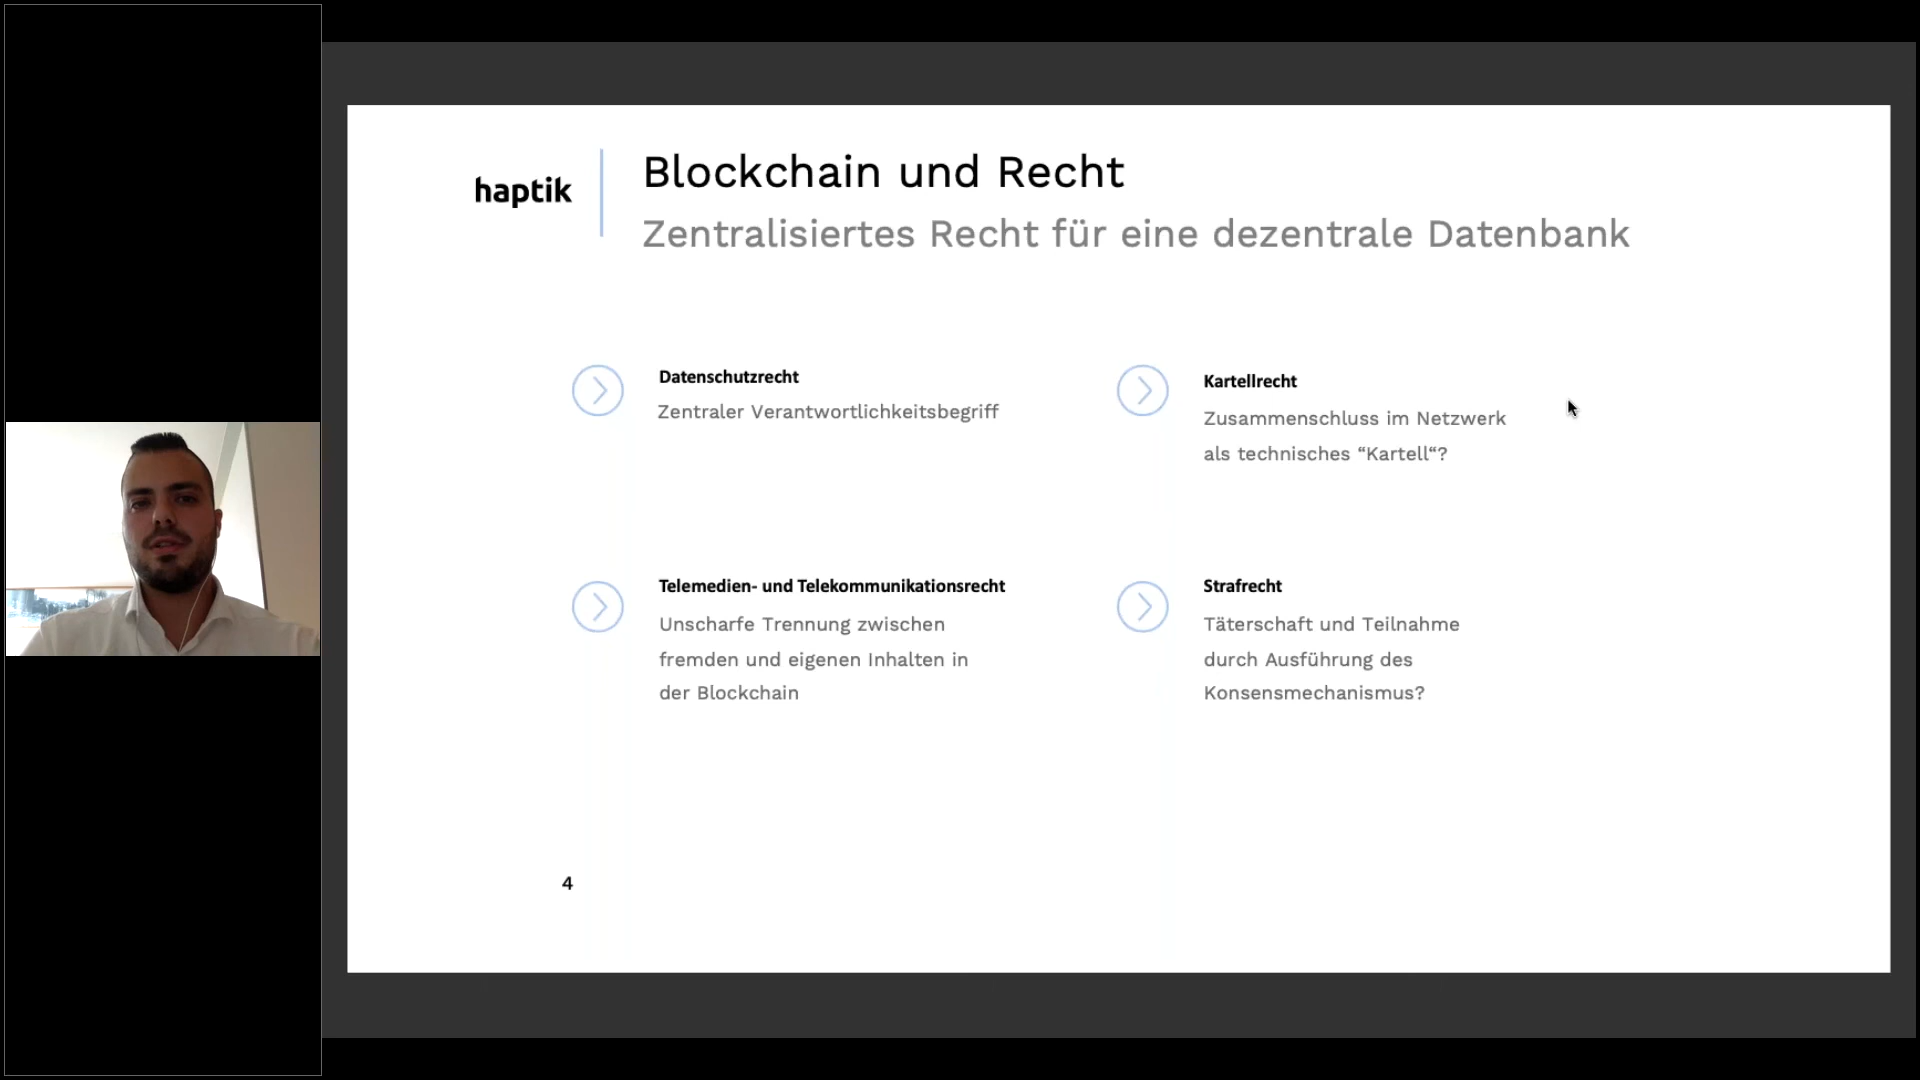 haptik
Blockchain und Recht
Zentralisiertes Recht für eine dezentrale Datenbank
Datenschutzrecht
Zentraler Verantwortlichkeitsbegriff
Kartellrecht
Zusammenschluss im Netzwerk
als technisches “Kartell“?
Telemedien- und Telekommunikationsrecht
Unscharfe Trennung zwischen
fremden und eigenen Inhalten in
der Blockchain
Strafrecht
Täterschaft und Teilnahme
durch Ausführung des
Konsensmechanismus?
4